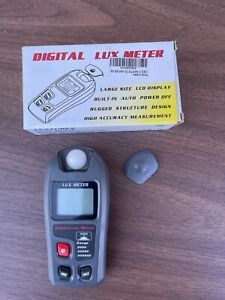 DIGITAL LUX METER
LARGE SIZE LCD DISPLAY
BUILT-IN AUTO POWER OFF
RUGGED STRUCTURE DESIGN
HIGH ACCURACY MEASUREMENT
LUX METER
Digital Lux Meter
Range